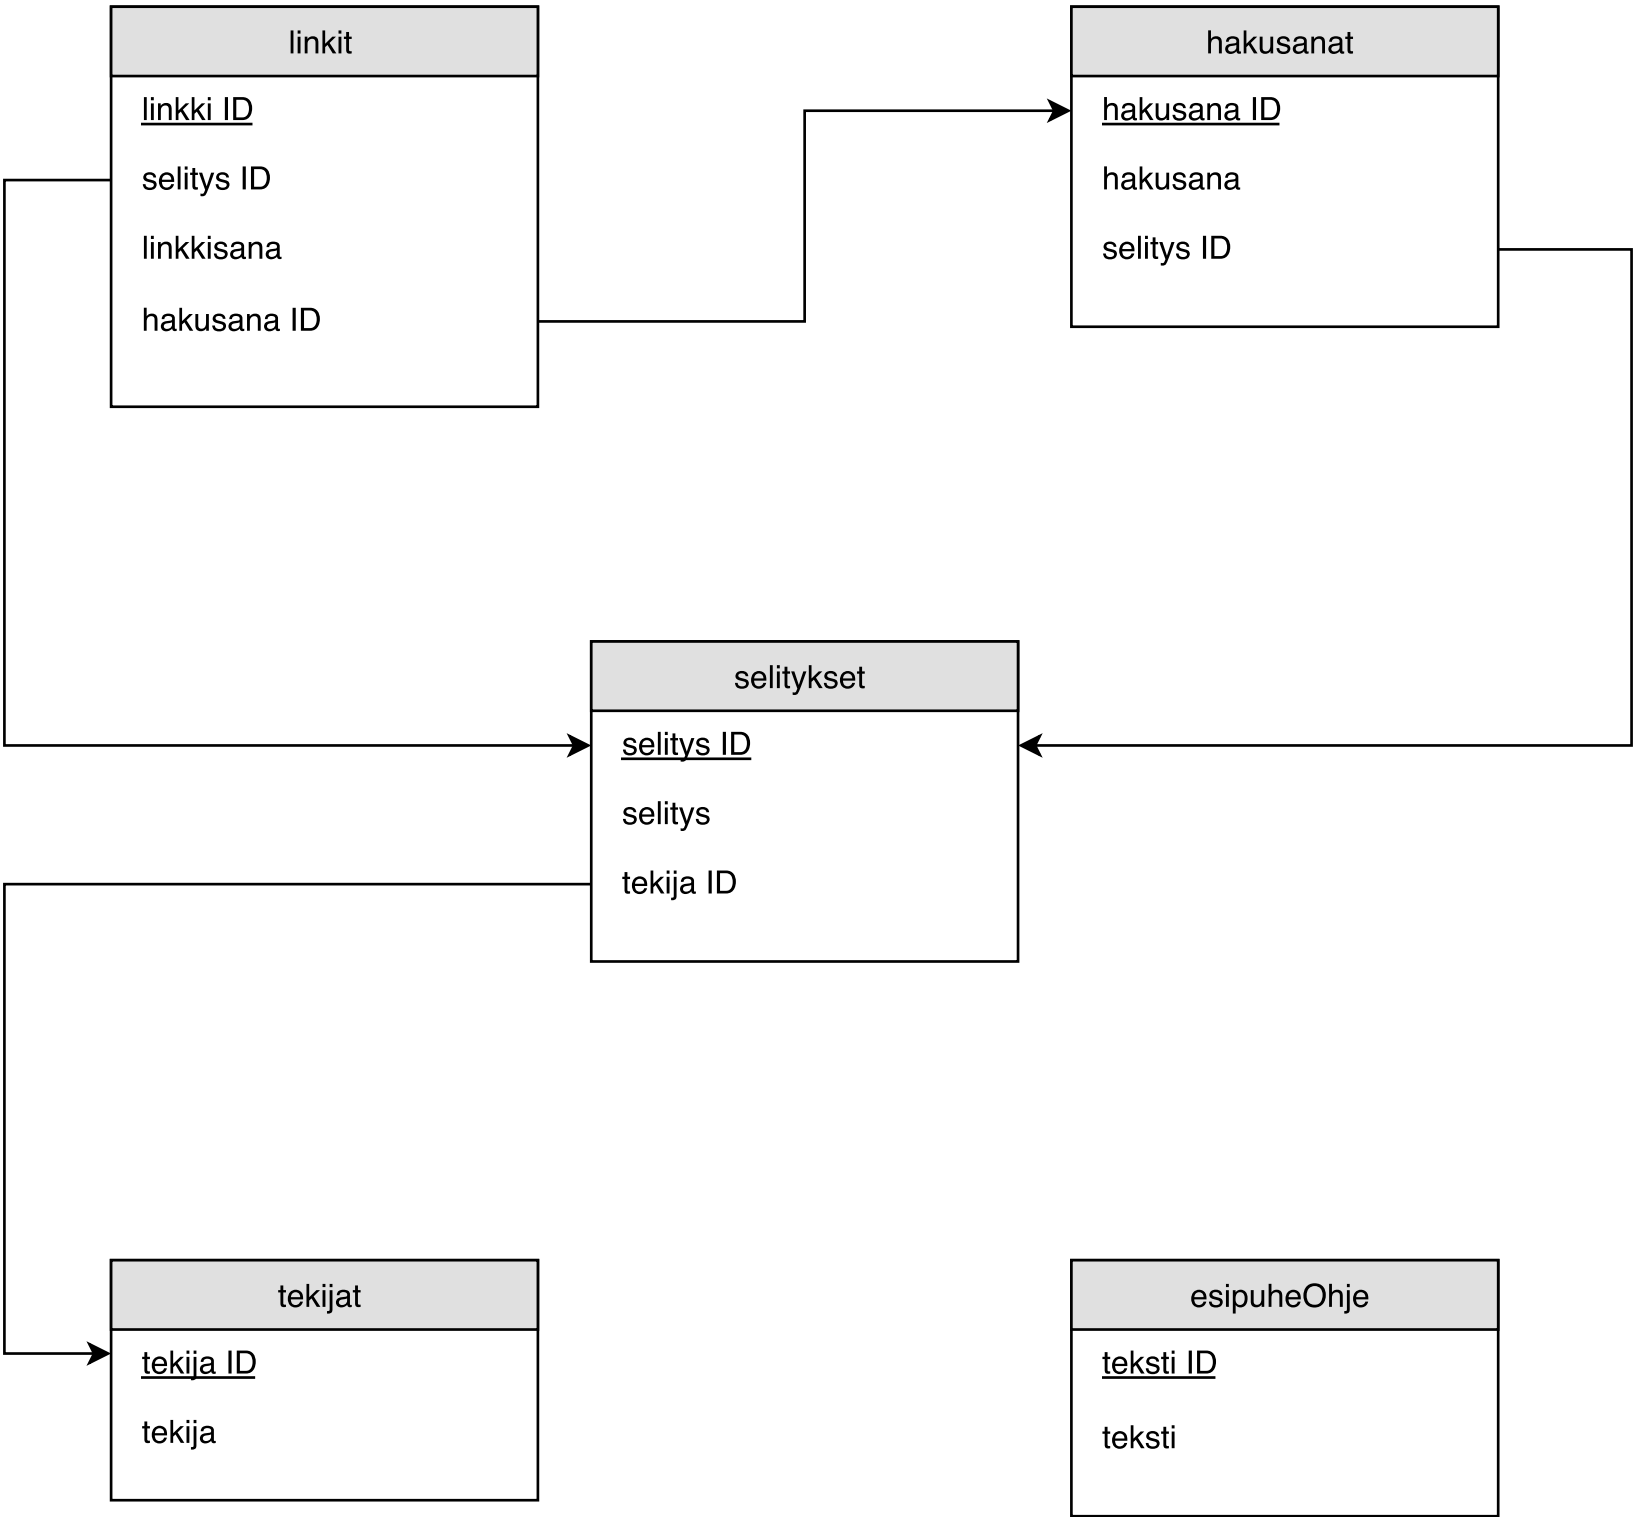 linkit
linkki ID
selitys ID
linkkisana
hakusana ID
hakusanat
hakusana ID
hakusana
selitys ID
selitykset
selitys ID
selitys
tekija ID
tekijat
tekija ID
tekija
esipuheOhje
teksti ID
teksti